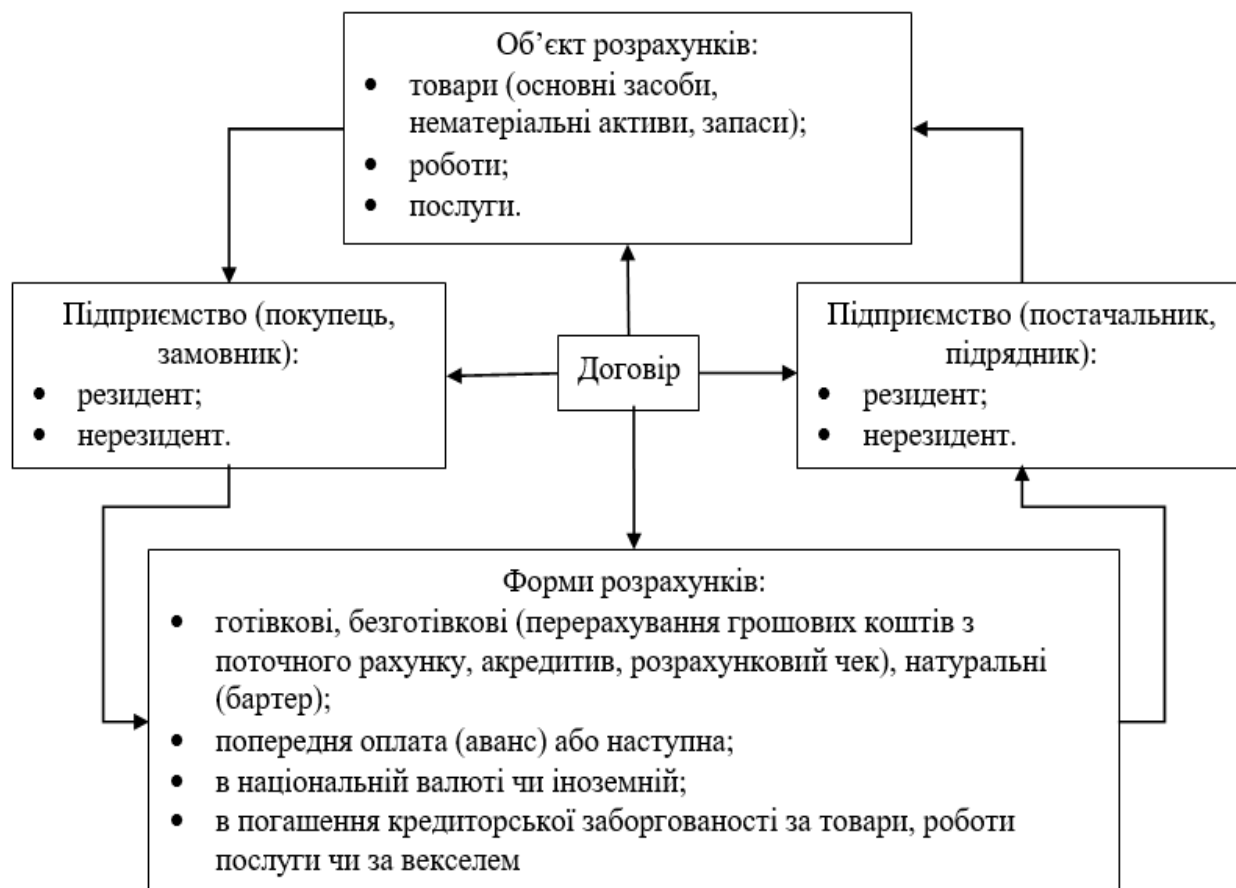 Об’єкт розрахунків:
• товари (основні засоби,
нематеріальні активи, запаси);
• роботи;
• послуги.
Підприємство (покупець,
замовник):
• резидент;
• нерезидент.
Договір
Підприємство (постачальник,
підрядник):
• резидент;
• нерезидент.
Форми розрахунків:
• готівкові, безготівкові (перерахування грошових коштів з
поточного рахунку, акредитив, розрахунковий чек), натуральні
(бартер);
• попередня оплата (аванс) або наступна;
• в національній валюті чи іноземній;
• в погашення кредиторської заборгованості за товари, роботи
послуги чи за векселем